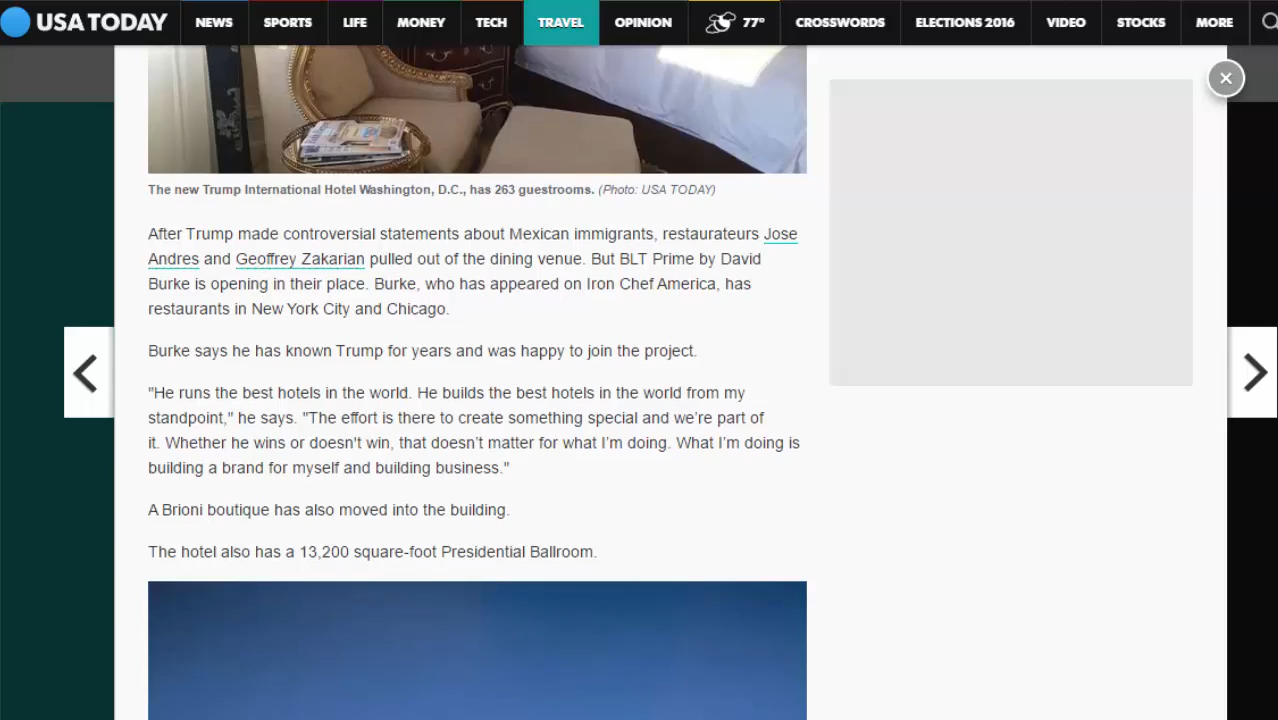 USA TODAY NEWS SPORTS LIFE MONEY TECH TRAVEL OPINION 77° CROSSWORDS ELECTIONS 2016 VIDEO STOCKS MORE
The new Trump International Hotel Washington, D.C., has 263 guestrooms. (Photo: USA TODAY)
After Trump made controversial statements about Mexican immigrants, restaurateurs Jose
Andres and Geoffrey Zakarian pulled out of the dining venue. But BLT Prime by David
Burke is opening in their place. Burke, who has appeared on Iron Chef America, has
restaurants in New York City and Chicago.
Burke says he has known Trump for years and was happy to join the project.
"He runs the best hotels in the world. He builds the best hotels in the world from my
standpoint," he says. "The effort is there to create something special and we're part of
it. Whether he wins or doesn't win, that doesn't matter for what I'm doing. What I'm doing is
building a brand for myself and building business."
A Brioni boutique has also moved into the building.
The hotel also has a 13,200 square-foot Presidential Ballroom.